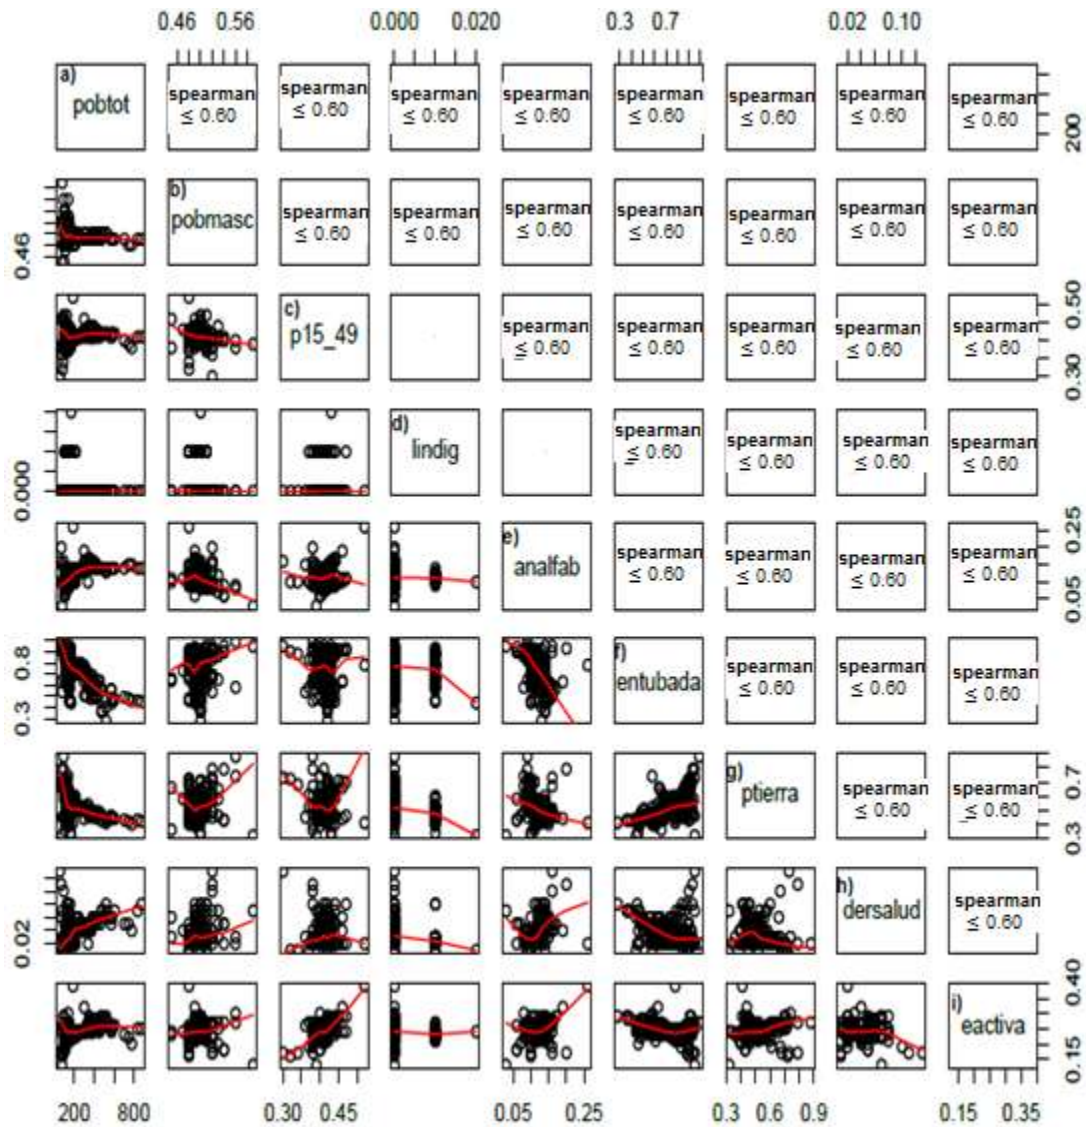 0.46 0.56 0.000 0.020 0.3 0.7 0.02 0.10
a)
pobtot
spearman
≤ 0.60
spearman
≤ 0.60
spearman
≤ 0.60
spearman
≤ 0.60
spearman
≤ 0.60
spearman
≤ 0.60
spearman
≤ 0.60
spearman
≤ 0.60
200
0.46
b)
pobmasc
spearman
≤ 0.60
spearman
≤ 0.60
spearman
≤ 0.60
spearman
≤ 0.60
spearman
≤ 0.60
spearman
≤ 0.60
spearman
≤ 0.60
c)
p15_49
spearman
≤ 0.60
spearman
≤ 0.60
spearman
≤ 0.60
spearman
≤ 0.60
spearman
≤ 0.60
0.30 0.50
0.000
d)
lindig
spearman
≤ 0.60
spearman
≤ 0.60
spearman
≤ 0.60
spearman
≤ 0.60
e)
analfab
spearman
≤ 0.60
spearman
≤ 0.60
spearman
≤ 0.60
spearman
≤ 0.60
0.05 0.25
0.3 0.8
f)
entubada
spearman
≤ 0.60
spearman
≤ 0.60
spearman
≤ 0.60
g)
ptierra
spearman
≤ 0.60
spearman
≤ 0.60
0.3 0.7
0.02
h)
dersalud
spearman
≤ 0.60
i)
eactiva
0.15 0.40
200 800 0.30 0.45 0.05 0.25 0.3 0.6 0.9 0.15 0.35